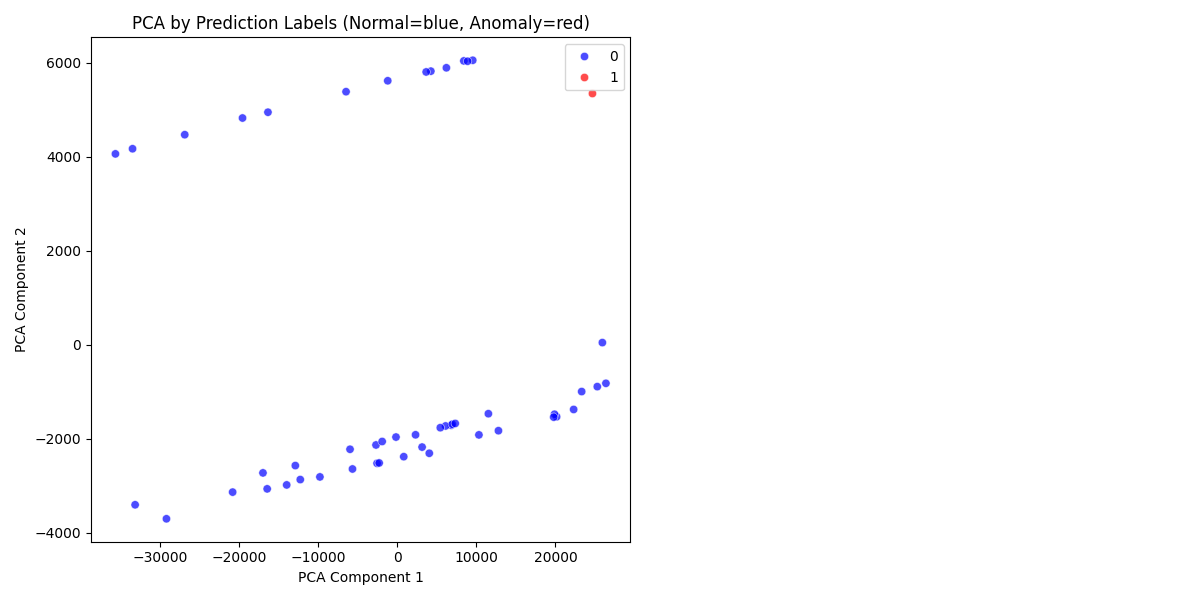 PCA by Prediction Labels (Normal=blue, Anomaly=red)
0
1
6000
4000
2000
0
−2000
−4000
PCA Component 2
−30000 −20000 −10000 0 10000 20000
PCA Component 1